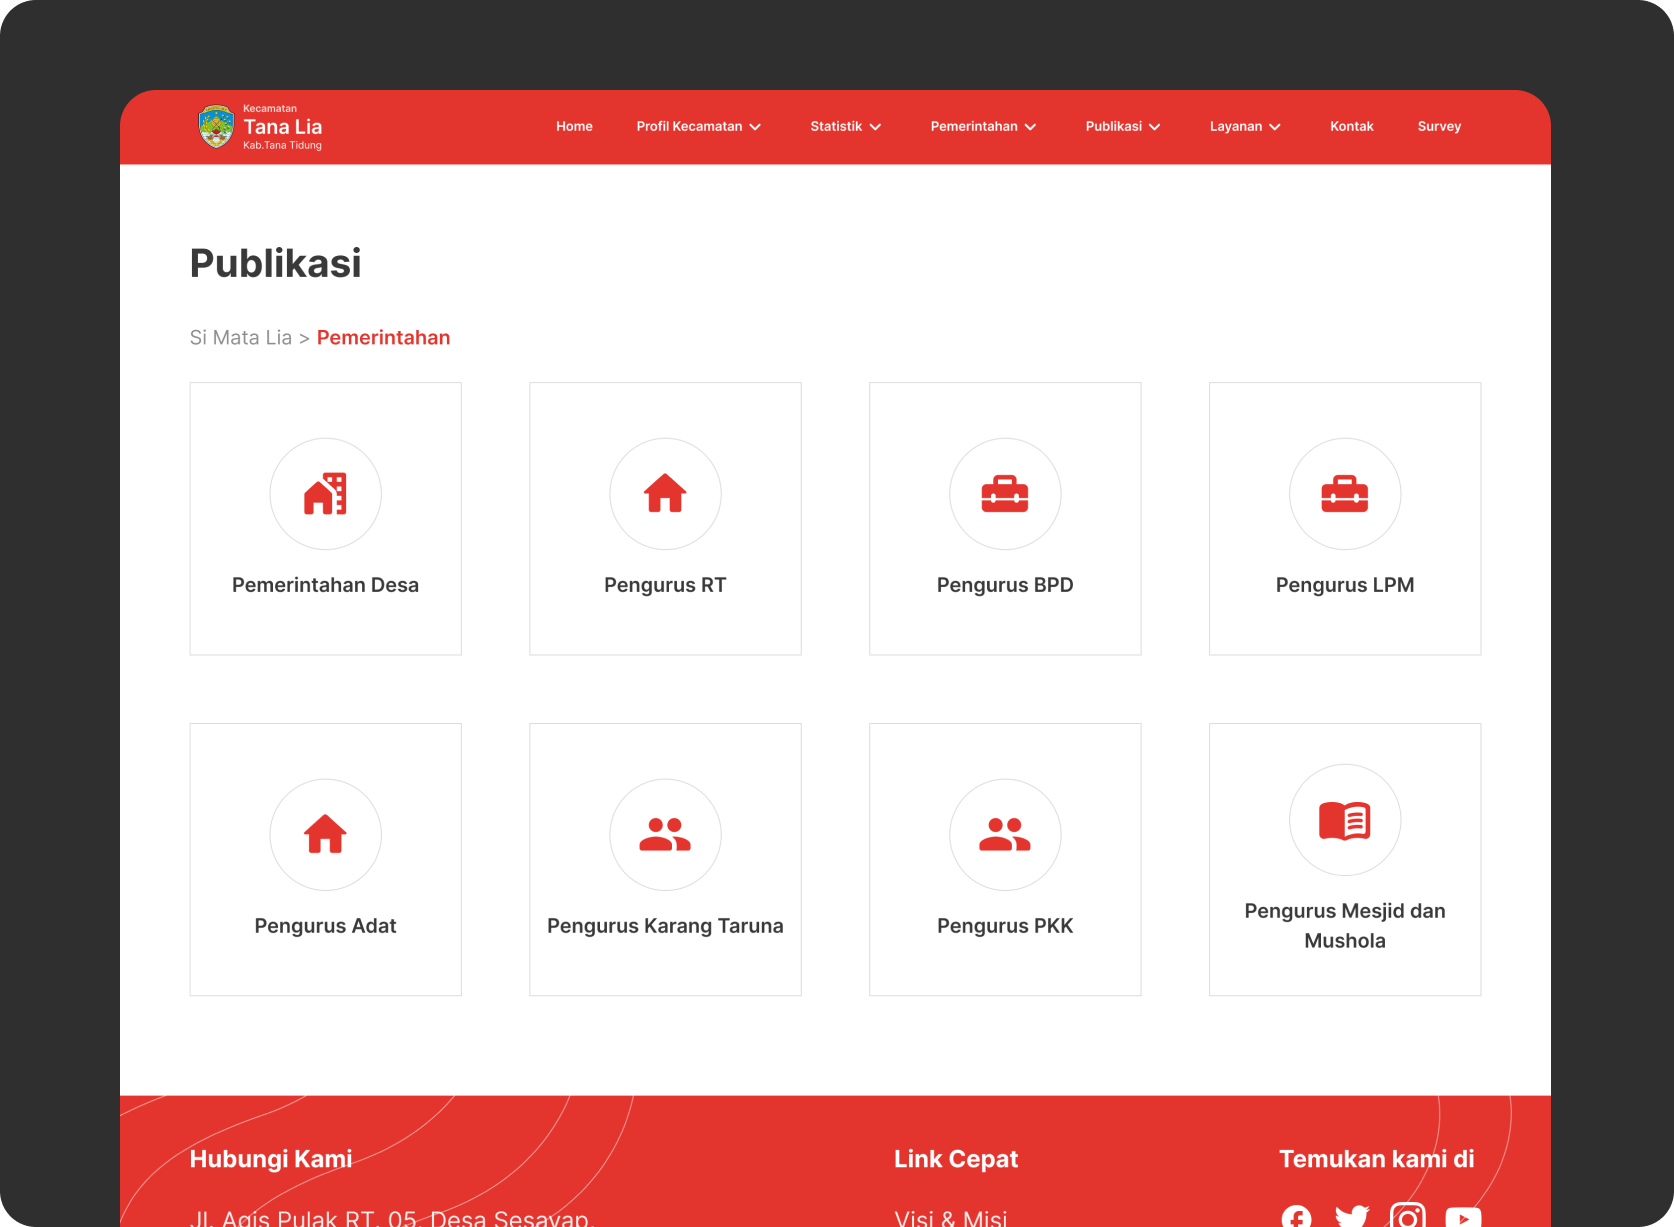 Kecamatan
Tana Lia
Kab.Tana Tidung
Home
Profil Kecamatan
Statistik
Pemerintahan
Publikasi
Layanan
Kontak
Survey
Publikasi
Si Mata Lia > Pemerintahan
Pemerintahan Desa
Pengurus RT
Pengurus BPD
Pengurus LPM
Pengurus Adat
Pengurus Karang Taruna
Pengurus PKK
Pengurus Mesjid dan
Mushola
Hubungi Kami
Link Cepat
Temukan kami di
Jl. Agis Pulak RT. 05, Desa Sesayap,
Visi & Misi